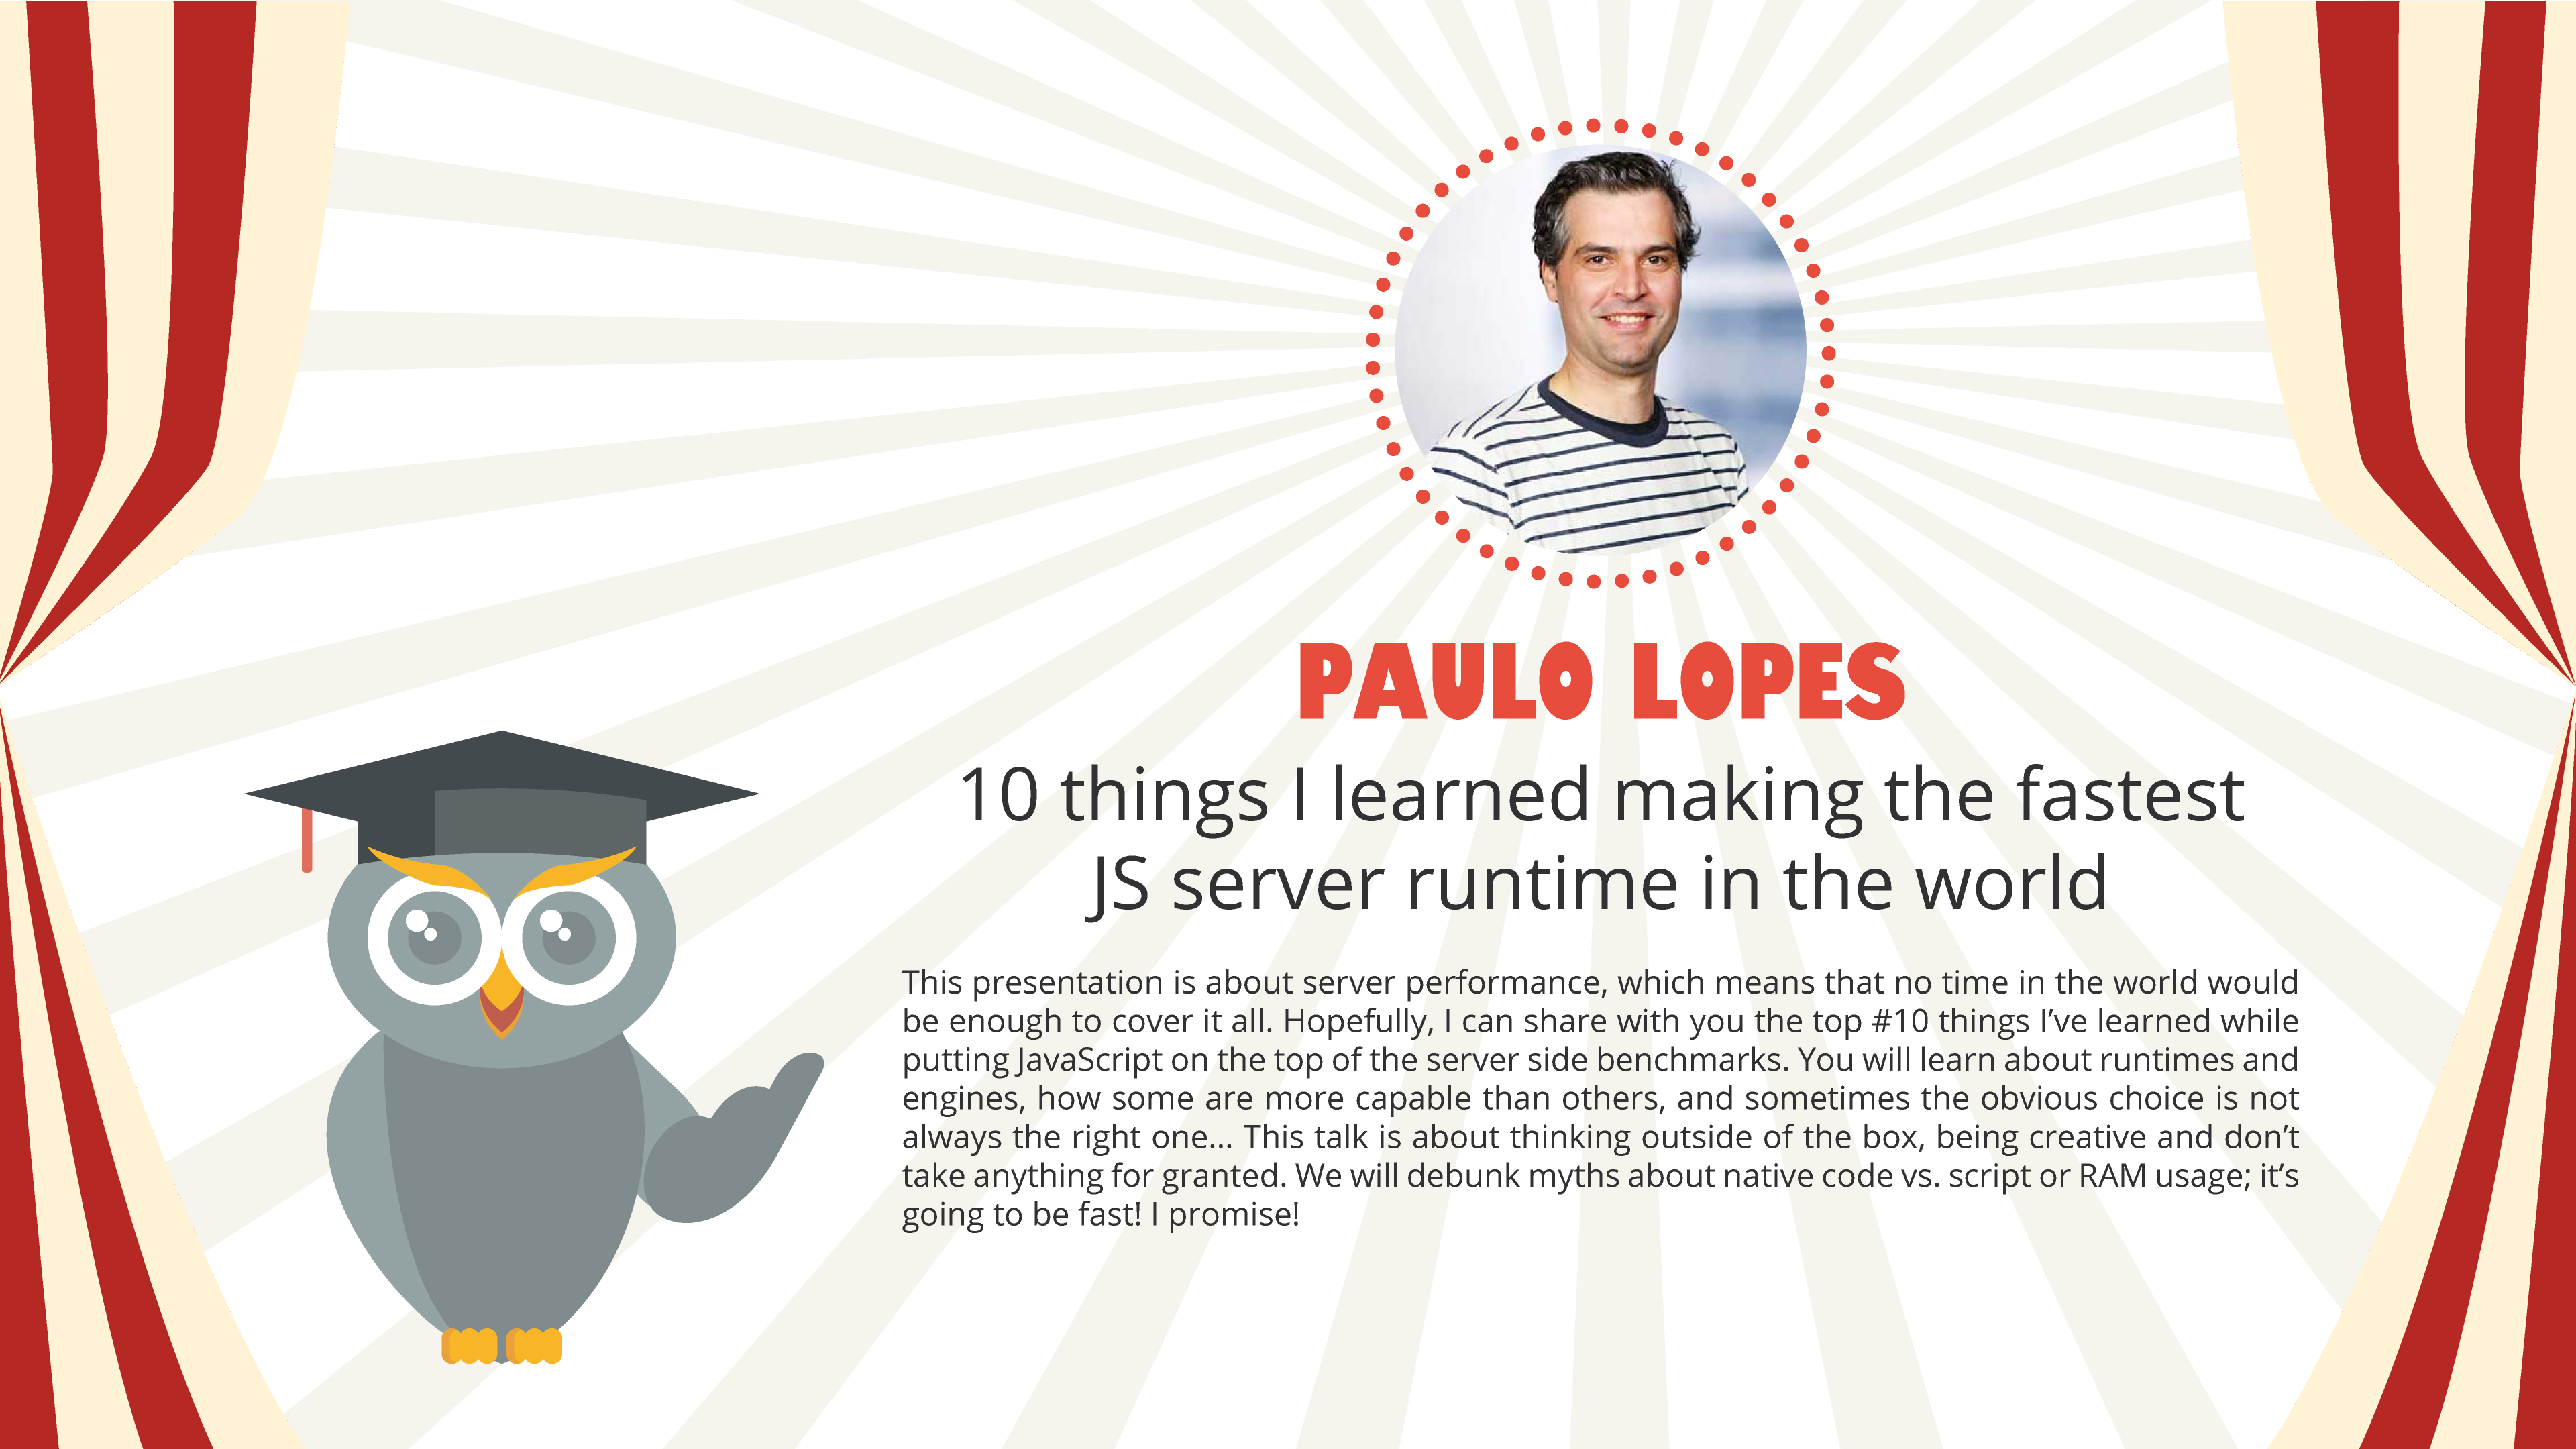 PAULO LOPES
10 things I learned making the fastest
JS server runtime in the world
This presentation is about server performance, which means that no time in the world would
be enough to cover it all. Hopefully, I can share with you the top #10 things I’ve learned while
putting JavaScript on the top of the server side benchmarks. You will learn about runtimes and
engines, how some are more capable than others, and sometimes the obvious choice is not
always the right one... This talk is about thinking outside of the box, being creative and don’t
take anything for granted. We will debunk myths about native code vs. script or RAM usage; it’s
going to be fast! I promise!